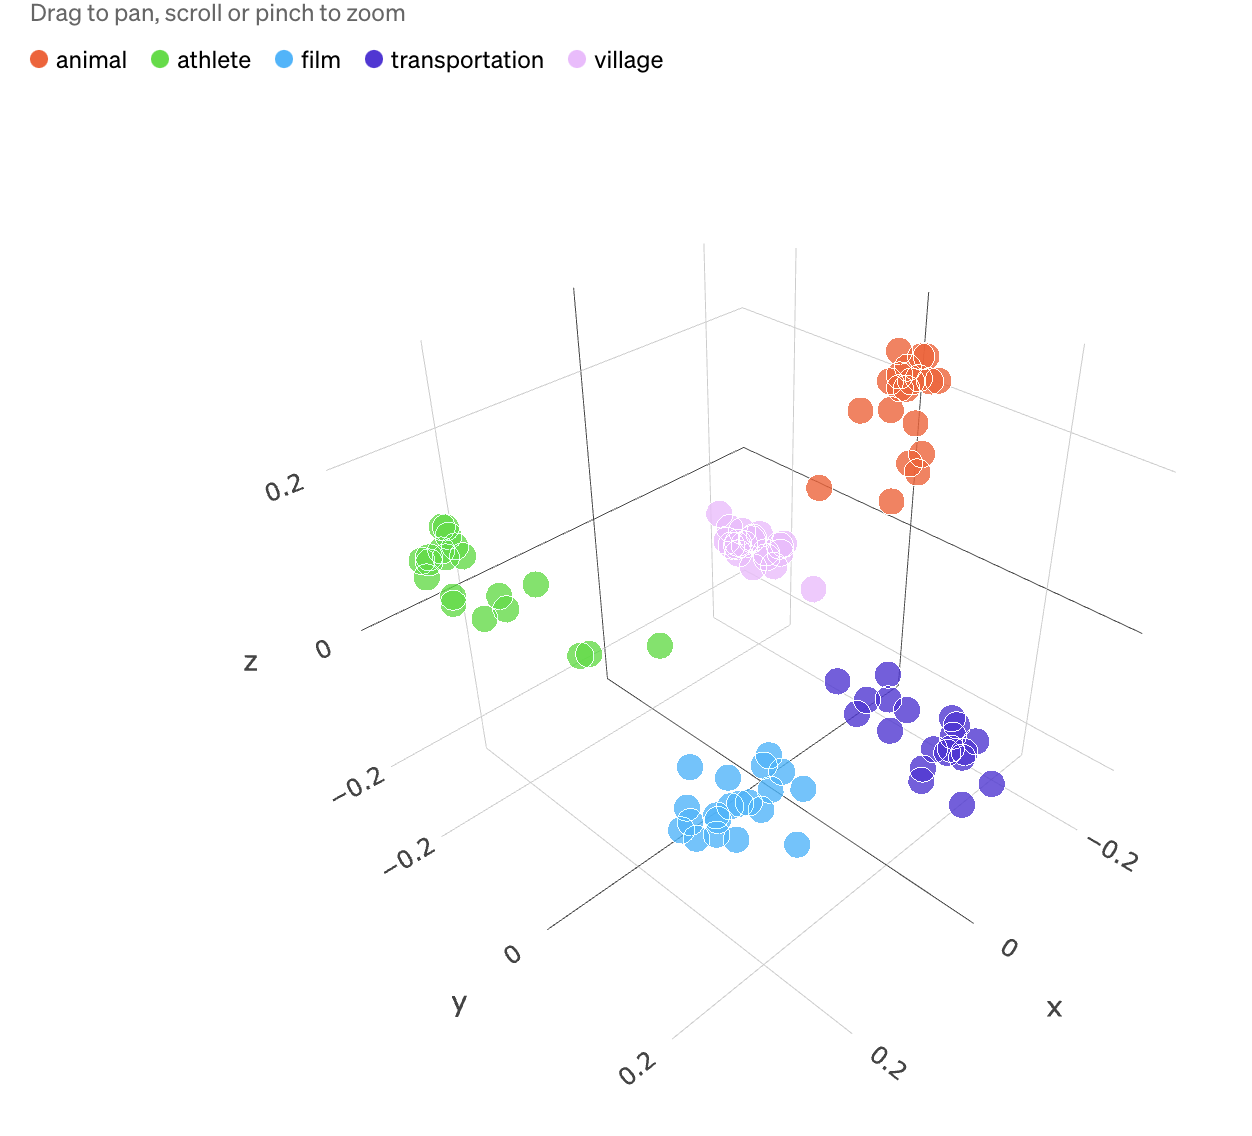 Drag to pan, scroll or pinch to zoom
animal athlete film transportation village
0.2
z 0
−0.2
−0.2
−0.2
0 0
y x
0.2 0.2